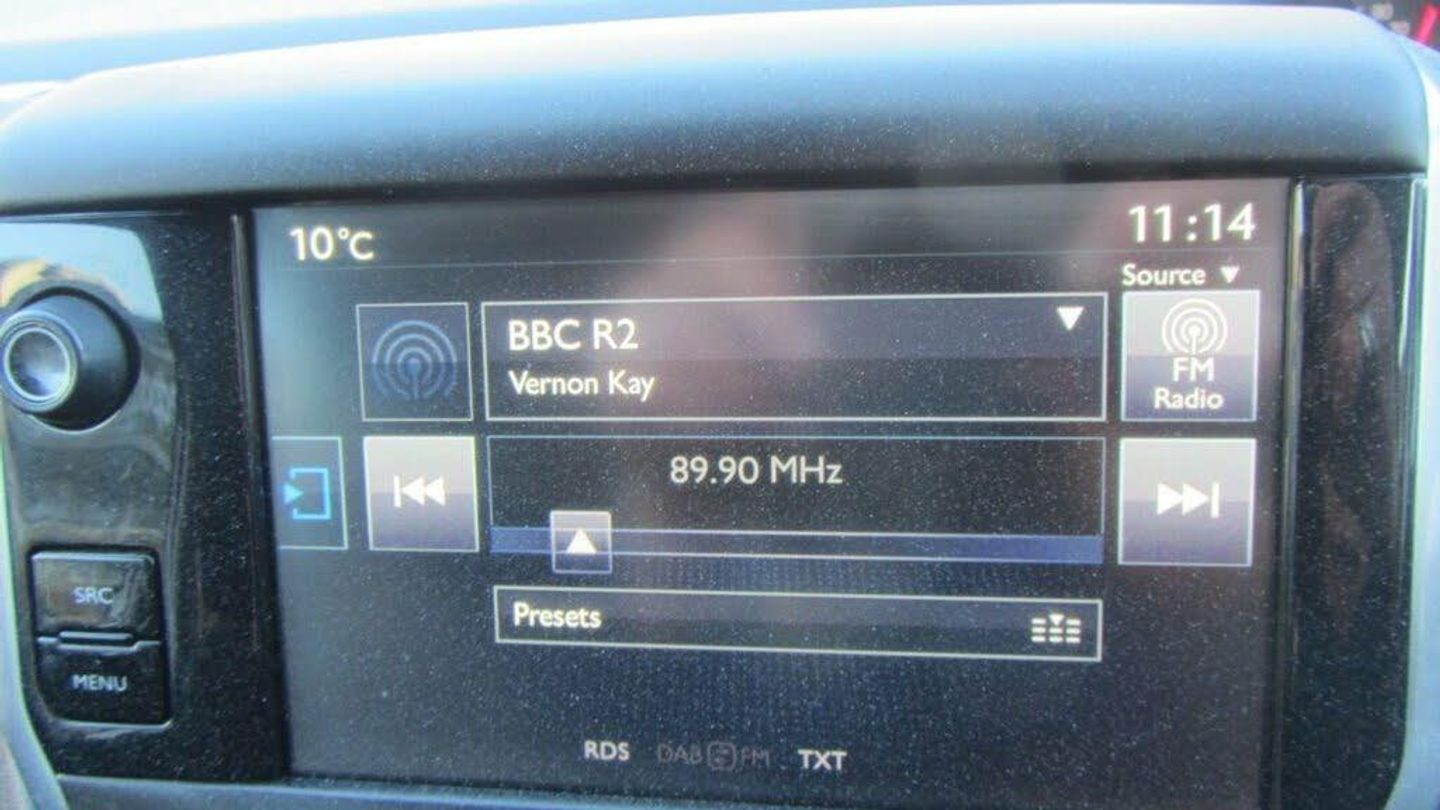 10°C
11:14
Source
BBC R2
Vernon Kay
FM
Radio
89.90 MHz
SRC
Presets
MENU
RDS
DAB FM
TXT